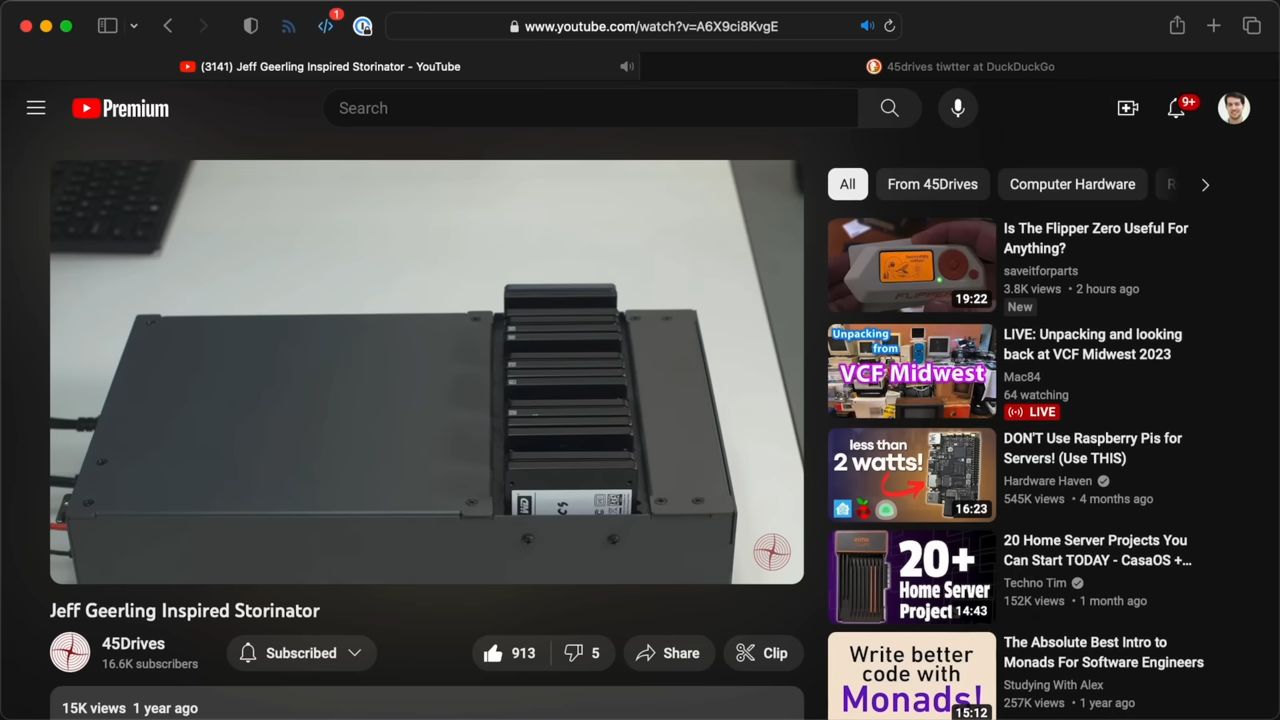 1
www.youtube.com/watch?v=A6X9ci8KvgE
(3141) Jeff Geerling Inspired Storinator - YouTube
45drives tiwtter at DuckDuckGo
Premium
Search
9+
All
From 45Drives
Computer Hardware
R
WD
Jeff Geerling Inspired Storinator
45Drives
16.6K subscribers
Subscribed
913
5
Share
Clip
15K views 1 year ago
FLIPPER
19:22
Is The Flipper Zero Useful For
Anything?
saveitforparts
3.8K views • 2 hours ago
New
Unpacking
from
VCF Midwest
LIVE: Unpacking and looking
back at VCF Midwest 2023
Mac84
64 watching
LIVE
less than
2 watts!
16:23
DON'T Use Raspberry Pis for
Servers! (Use THIS)
Hardware Haven
545K views • 4 months ago
20+
Home Server
Project
14:43
20 Home Server Projects You
Can Start TODAY - CasaOS +...
Techno Tim
152K views • 1 month ago
Write better
code with
Monads!
15:12
The Absolute Best Intro to
Monads For Software Engineers
Studying With Alex
257K views • 1 year ago